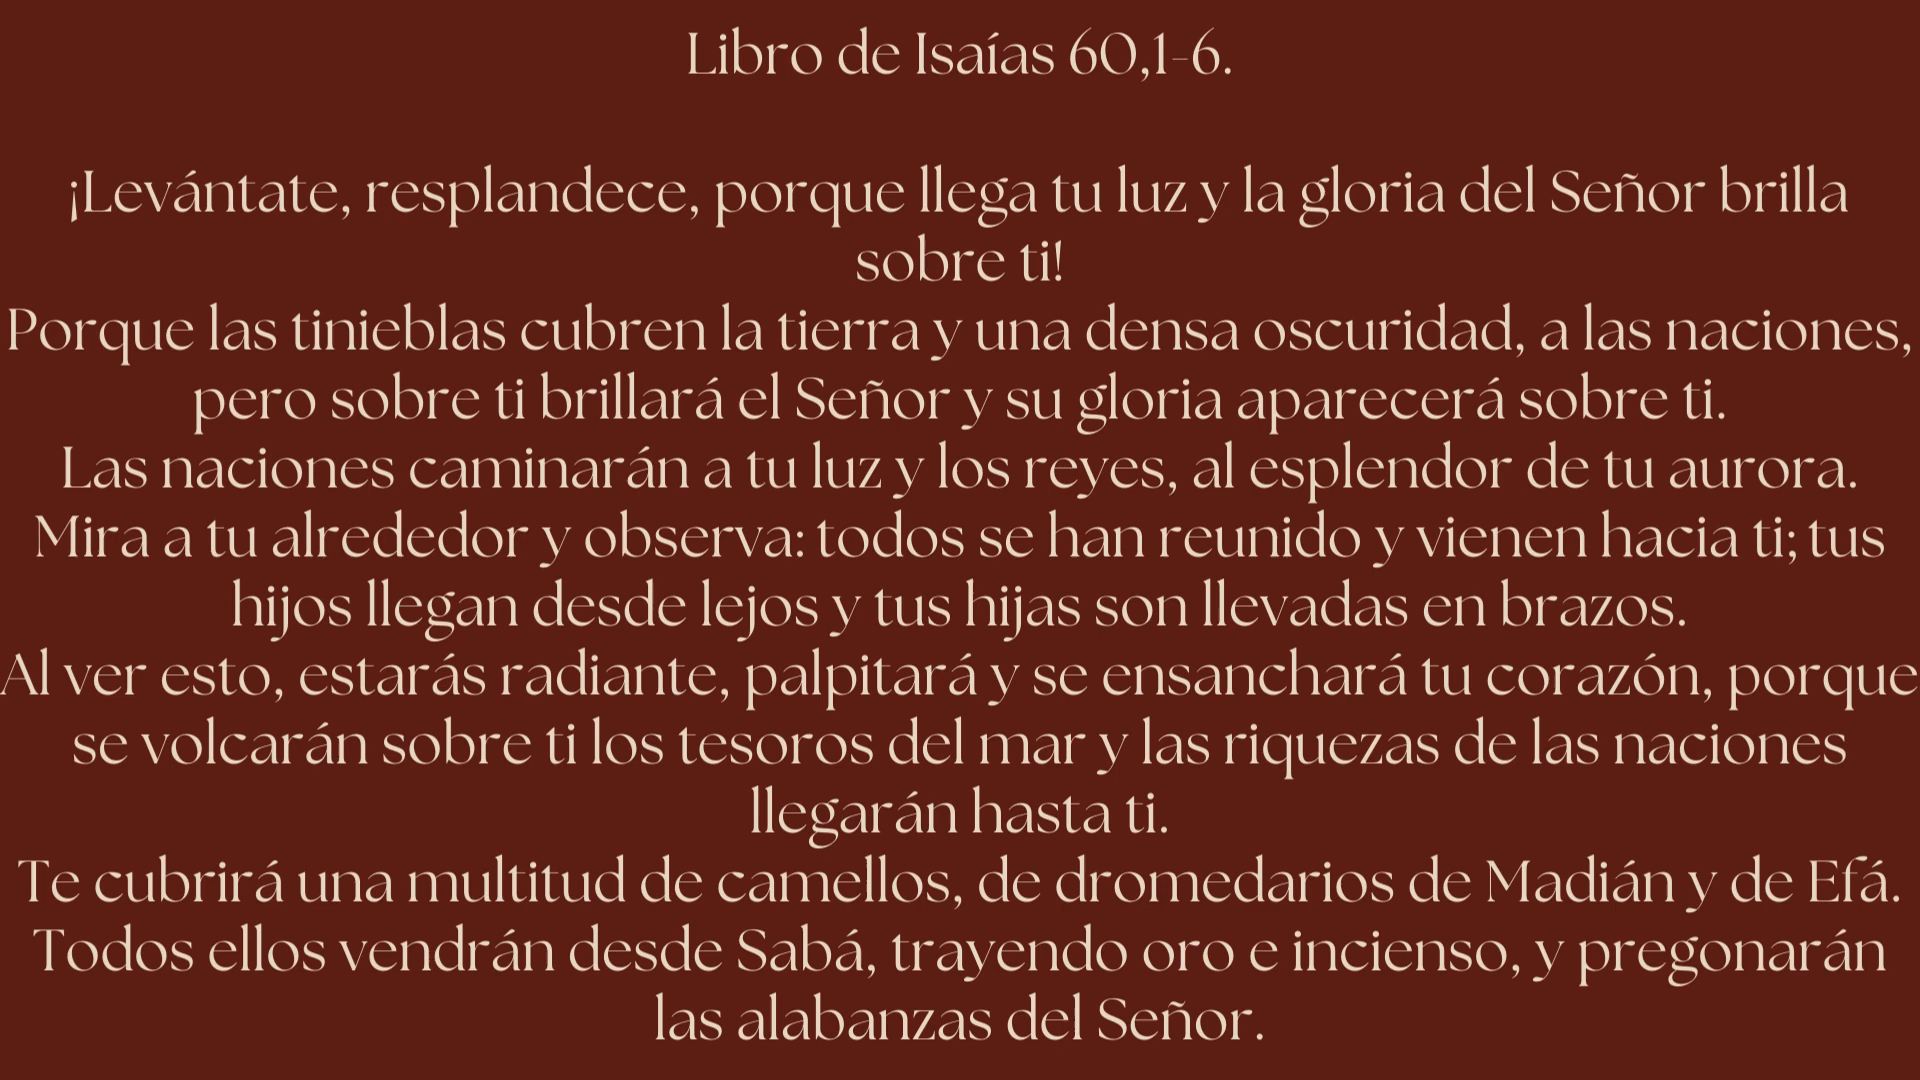 Libro de Isaías 60,1-6.
¡Levántate, resplandece, porque llega tu luz y la gloria del Señor brilla
sobre ti!
Porque las tinieblas cubren la tierra y una densa oscuridad, a las naciones,
pero sobre ti brillará el Señor y su gloria aparecerá sobre ti.
Las naciones caminarán a tu luz y los reyes, al esplendor de tu aurora.
Mira a tu alrededor y observa: todos se han reunido y vienen hacia ti; tus
hijos llegan desde lejos y tus hijas son llevadas en brazos.
Al ver esto, estarás radiante, palpitará y se ensanchará tu corazón, porque
se volcarán sobre ti los tesoros del mar y las riquezas de las naciones
llegarán hasta ti.
Te cubrirá una multitud de camellos, de dromedarios de Madián y de Efá.
Todos ellos vendrán desde Sabá, trayendo oro e incienso, y pregonarán
las alabanzas del Señor.